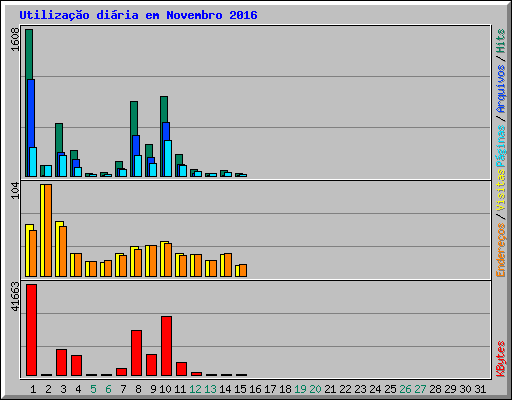 Utilização diária em Novembro 2016
1608
104
41663
Endereços / Visitas Páginas / Arquivos / Hits
KBytes
1 2 3 4 5 6 7 8 9 10 11 12 13 14 15 16 17 18 19 20 21 22 23 24 25 26 27 28 29 30 31